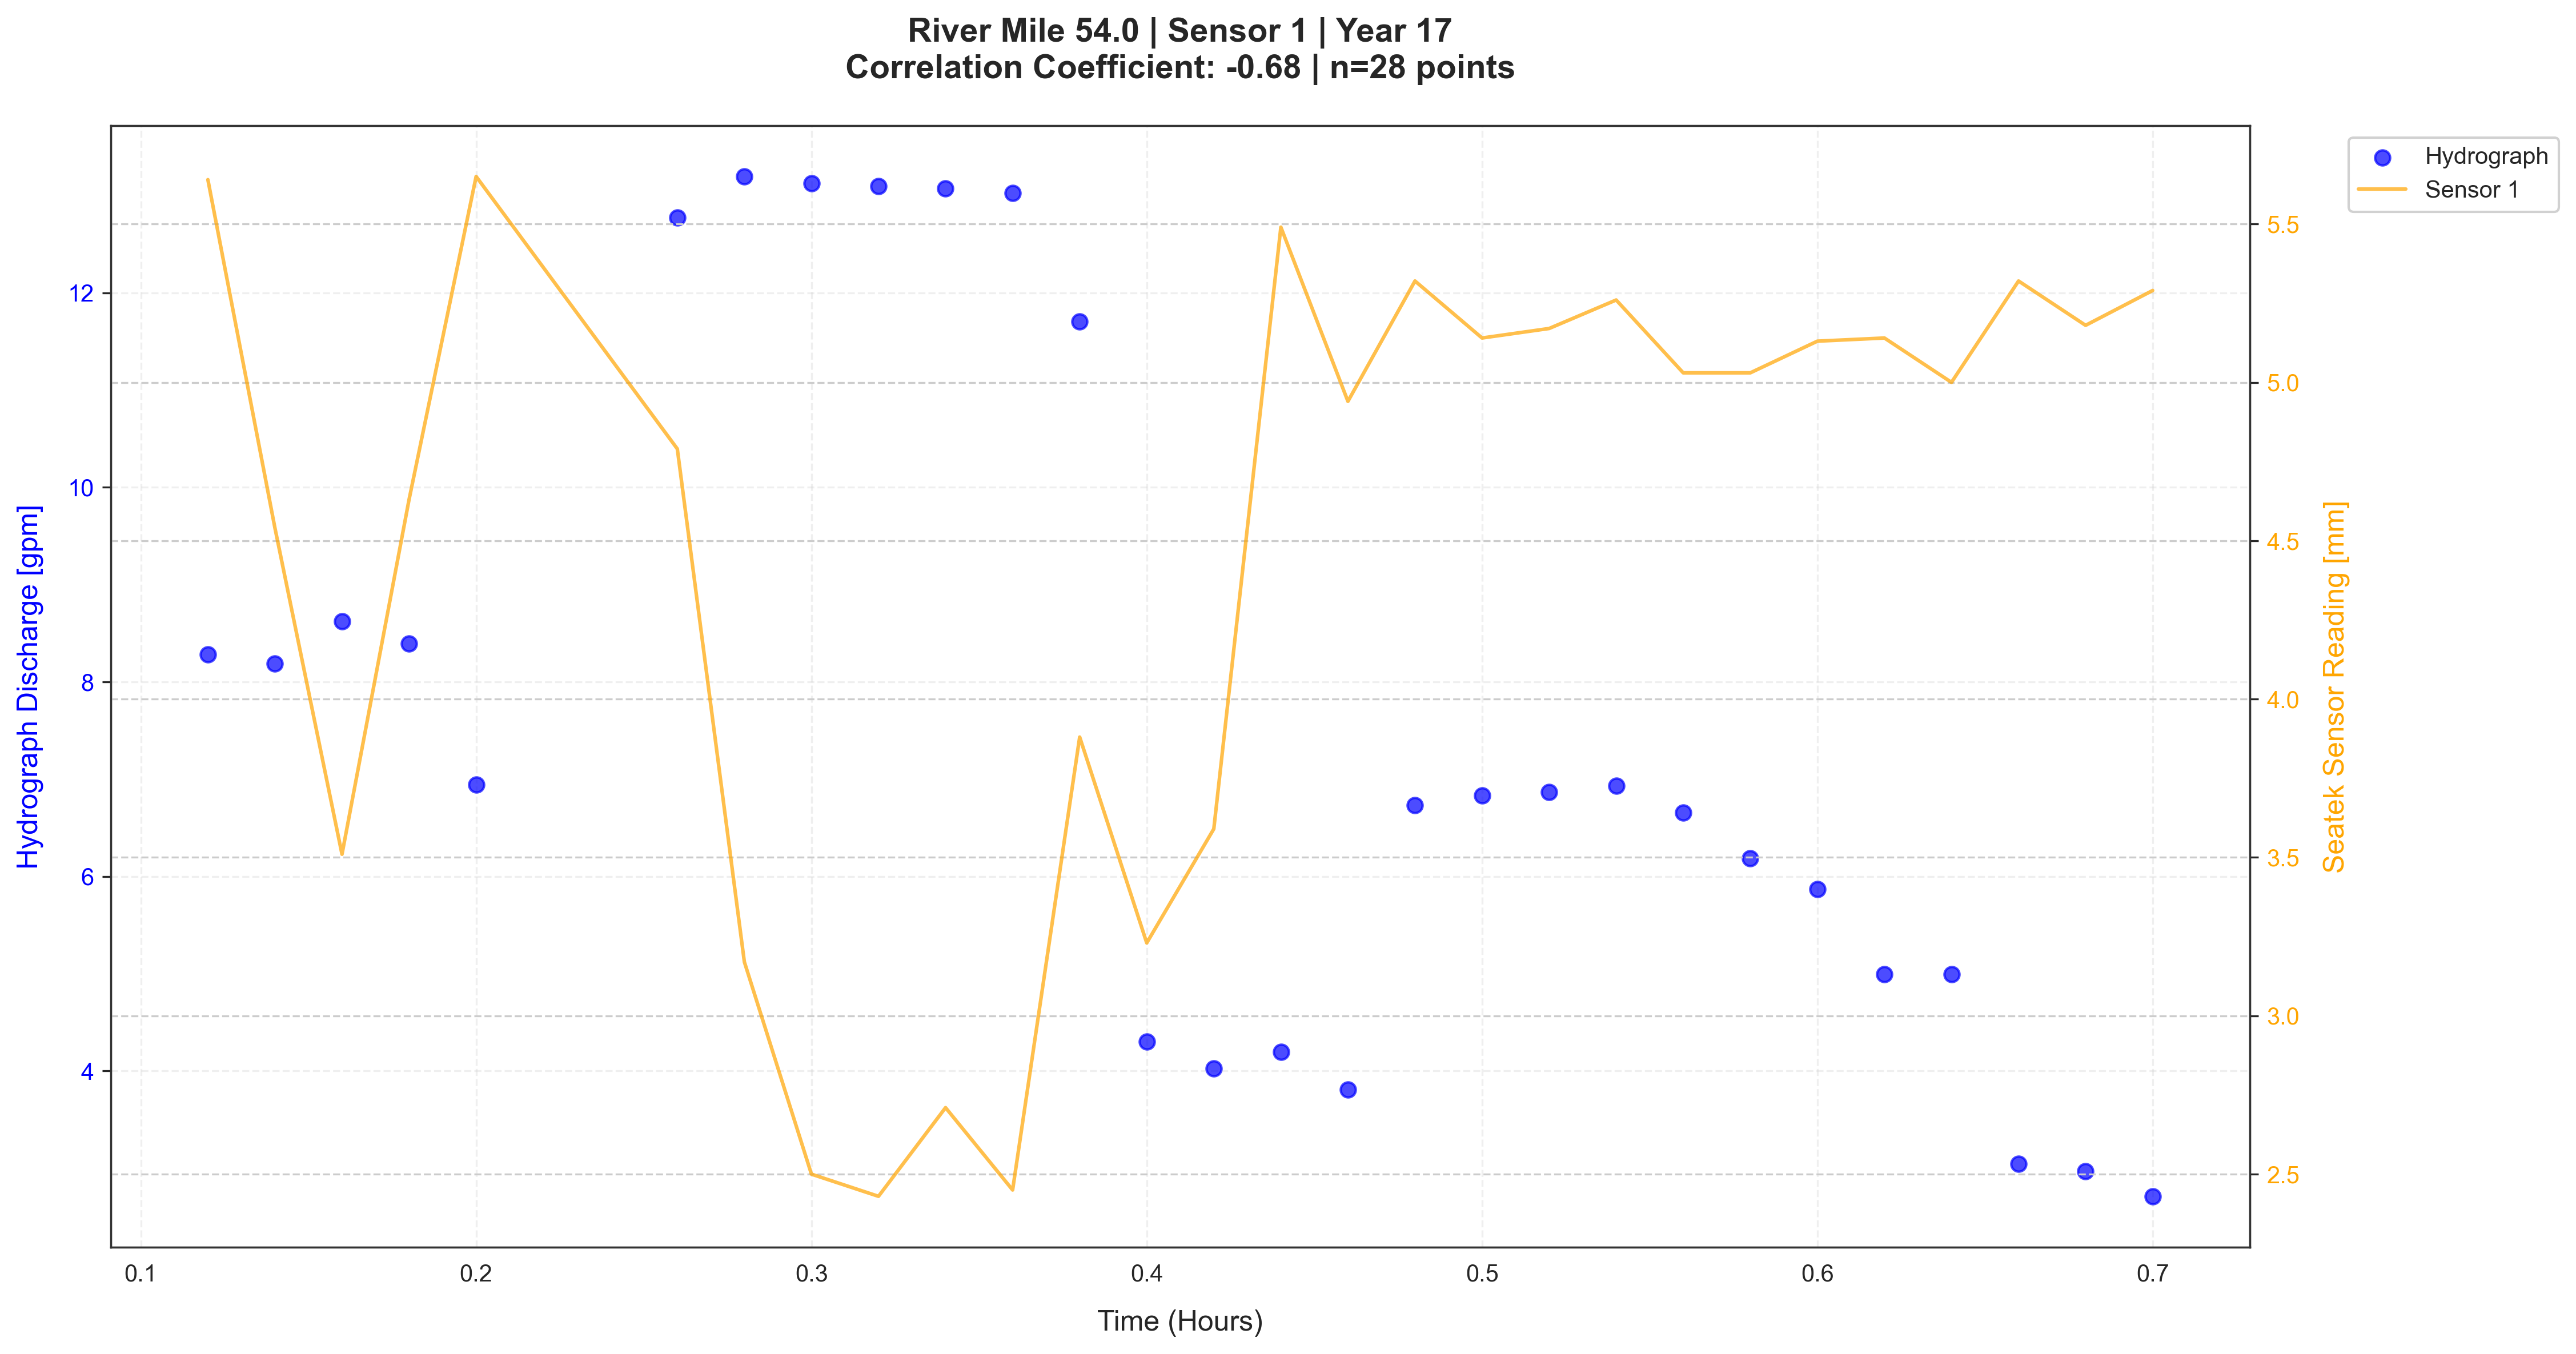 River Mile 54.0 | Sensor 1 | Year 17
Correlation Coefficient: -0.68 | n=28 points
Hydrograph
Sensor 1
Hydrograph Discharge [gpm]
12
10
8
6
4
5.5
5.0
4.5
4.0
3.5
3.0
2.5
Seatek Sensor Reading [mm]
0.1 0.2 0.3 0.4 0.5 0.6 0.7
Time (Hours)